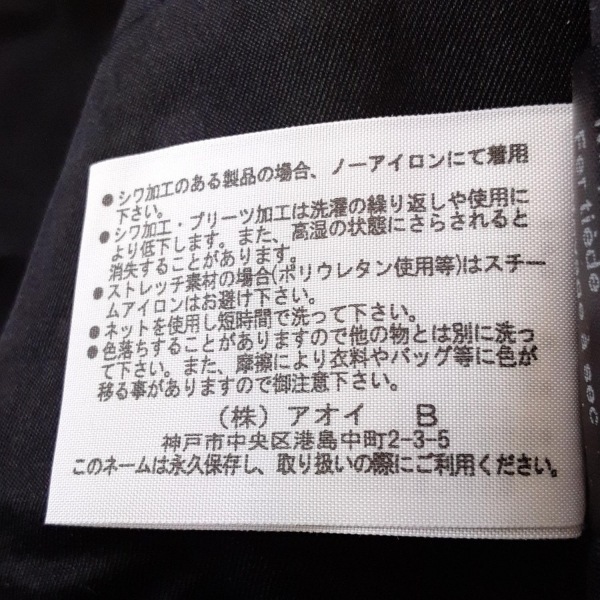 ● シワ加工のある製品の場合、ノーアイロンにて着用
下さい。
● シワ加工・プリーツ加工は洗濯の繰り返しや使用に
より低下します。また、高湿の状態にさらされると
消失することがあります。
● ストレッチ素材の場合(ポリウレタン使用等)はスチー
ムアイロンはお避け下さい。
● ネットを使用し短時間で洗って下さい。
● 色落ちすることがありますので他の物とは別に洗っ
て下さい。また、摩擦により衣料やバッグ等に色が
移る事がありますので御注意下さい。
(株) アオイ B
神戸市中央区港島中町2-3-5
このネームは永久保存し、取り扱いの際にご利用ください。
Fer tiède
à sec.